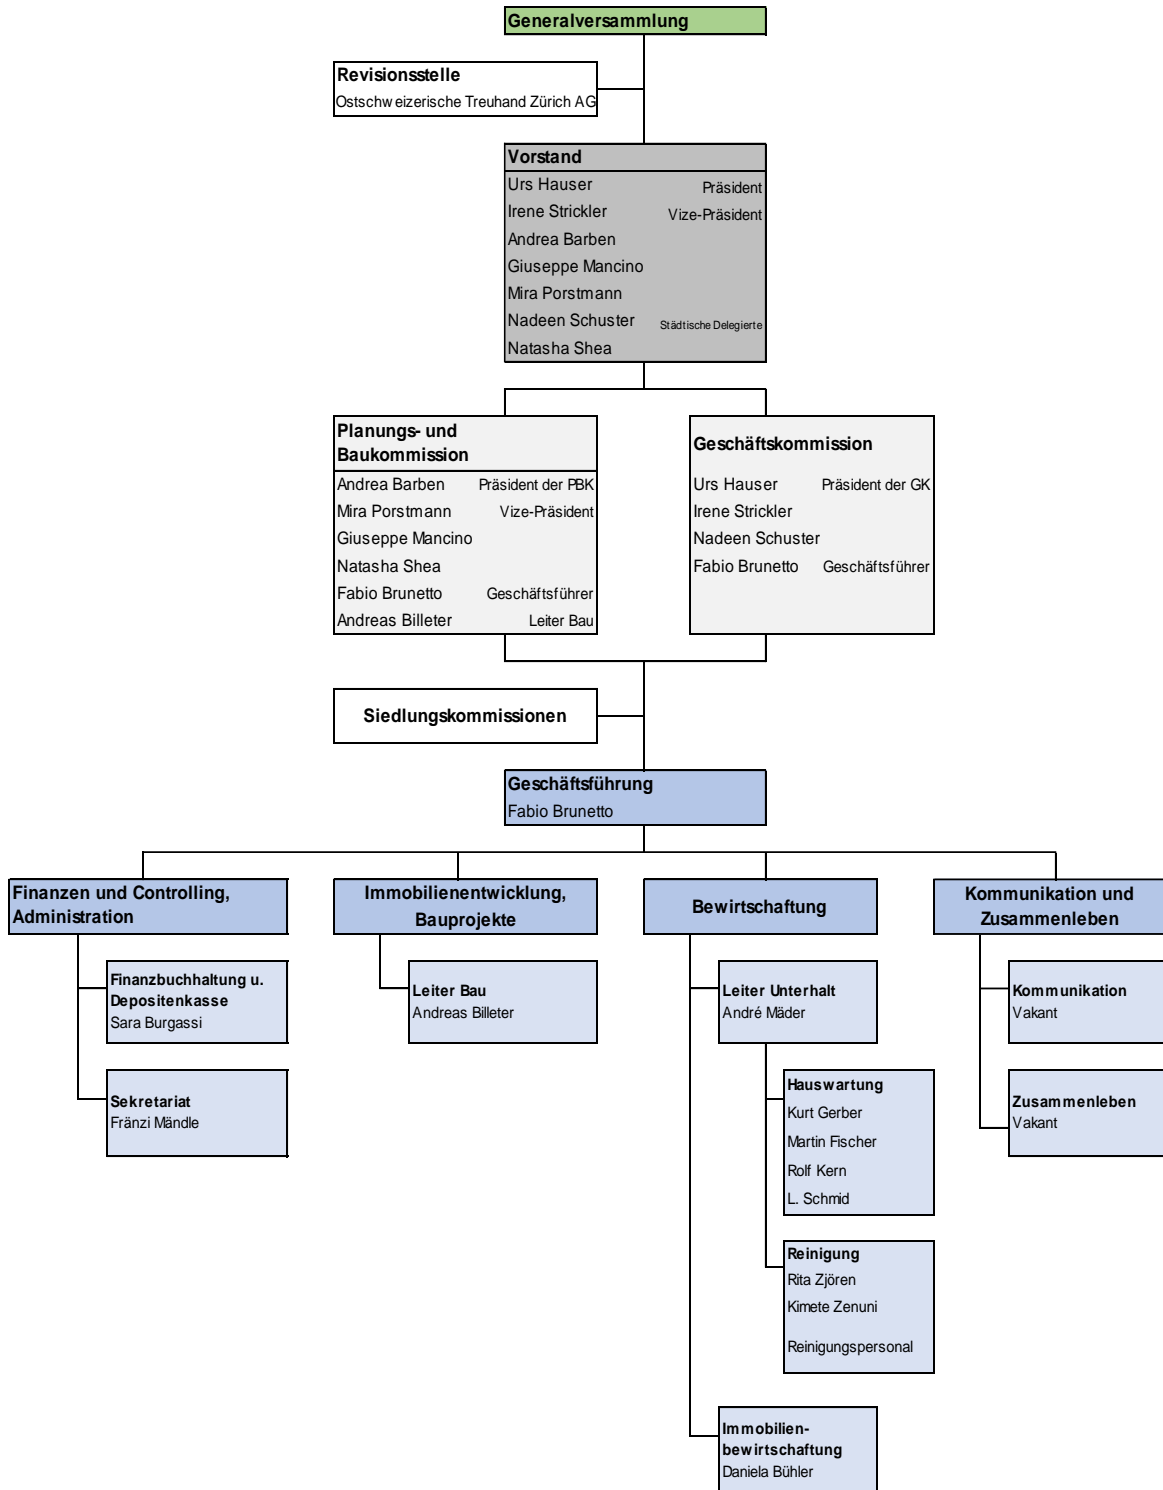 Generalversammlung
Revisionsstelle
Ostschweizerische Treuhand Zürich AG
Vorstand
Urs Hauser Präsident
Irene Strickler Vize-Präsident
Andrea Barben
Giuseppe Mancino
Mira Porstmann
Nadeen Schuster Städtische Delegierte
Natasha Shea
Planungs- und
Baukommission
Andrea Barben Präsident der PBK
Mira Porstmann Vize-Präsident
Giuseppe Mancino
Natasha Shea
Fabio Brunetto Geschäftsführer
Andreas Billeter Leiter Bau
Geschäftskommission
Urs Hauser Präsident der GK
Irene Strickler
Nadeen Schuster
Fabio Brunetto Geschäftsführer
Siedlungskommissionen
Geschäftsführung
Fabio Brunetto
Finanzen und Controlling,
Administration
Finanzbuchhaltung u.
Depositenkasse
Sara Burgassi
Sekretariat
Fränzi Mändle
Immobilienentwicklung,
Bauprojekte
Leiter Bau
Andreas Billeter
Bewirtschaftung
Leiter Unterhalt
André Mäder
Hauswartung
Kurt Gerber
Martin Fischer
Rolf Kern
L. Schmid
Reinigung
Rita Zjören
Kimete Zenuni
Reinigungspersonal
Immobilien-
bewirtschaftung
Daniela Bühler
Kommunikation und
Zusammenleben
Kommunikation
Vakant
Zusammenleben
Vakant